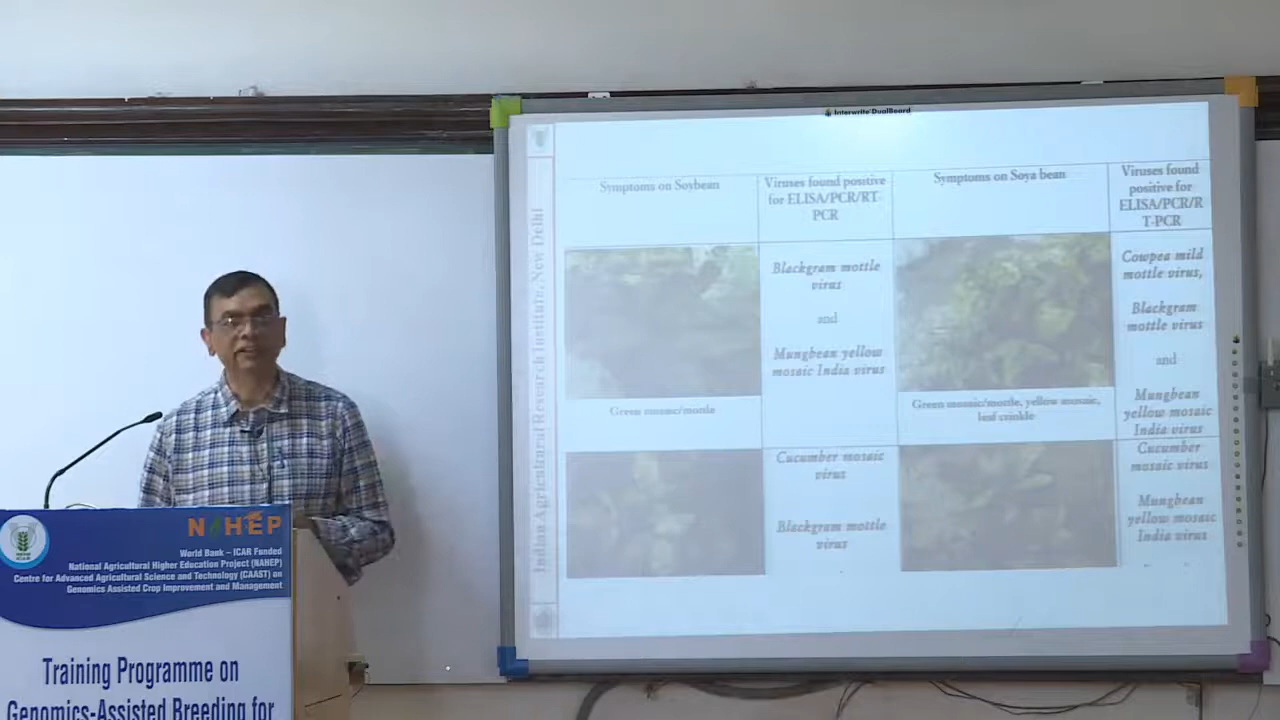 Interwrite DualBoard
Indian Agricultural Research Institute, New Delhi
Symptoms on Soybean
Viruses found positive
for ELISA/PCR/RT-
PCR
Symptoms on Soya bean
Viruses found
positive for
ELISA/PCR/R
T-PCR
Blackgram mottle
virus
and
Mungbean yellow
mosaic India virus
Cowpea mild
mottle virus,
Blackgram
mottle virus
and
Mungbean
yellow mosaic
India virus
Green mosaic/mottle
Green mosaic/mottle, yellow mosaic,
leaf crinkle
Cucumber mosaic
virus
Blackgram mottle
virus
Cucumber
mosaic virus
Mungbean
yellow mosaic
India virus
NAHEP
World Bank – ICAR Funded
National Agricultural Higher Education Project (NAHEP)
Centre for Advanced Agricultural Science and Technology (CAAST) on
Genomics Assisted Crop Improvement and Management
Training Programme on
Genomics-Assisted Breeding for